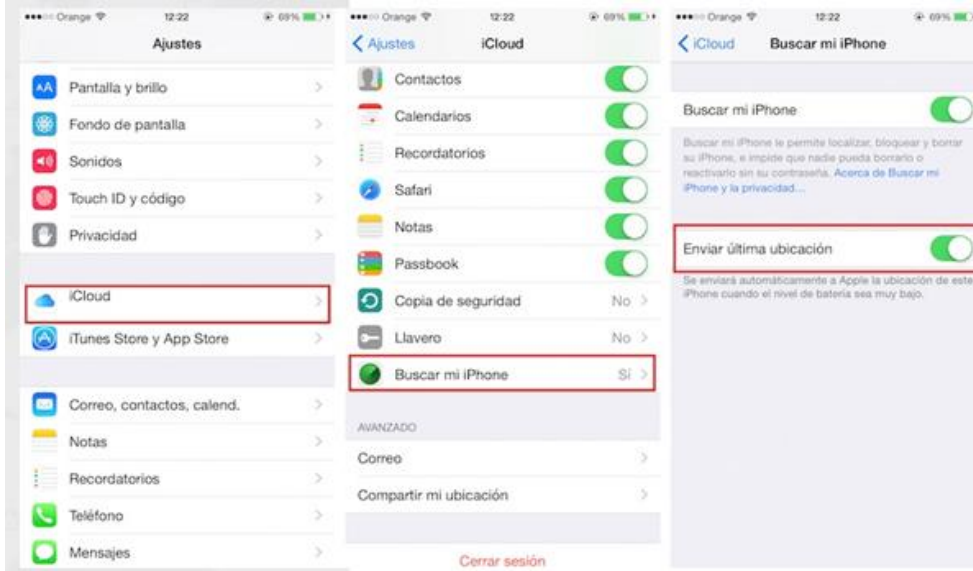 Orange 12:22 69%
Ajustes
Pantalla y brillo
Fondo de pantalla
Sonidos
Touch ID y código
Privacidad
iCloud
iTunes Store y App Store
Correo, contactos, calend.
Notas
Recordatorios
Teléfono
Mensajes
Orange 12:22 69%
Ajustes iCloud
Contactos
Calendarios
Recordatorios
Safari
Notas
Passbook
Copia de seguridad No
Llavero No
Buscar mi iPhone Sí
AVANZADO
Correo
Compartir mi ubicación
Cerrar sesión
Orange 12:22 69%
iCloud Buscar mi iPhone
Buscar mi iPhone
Buscar mi iPhone le permite localizar, bloquear y borrar
su iPhone, e impide que nadie pueda borrarlo o
reactivarlo sin su contraseña. Acerca de Buscar mi
iPhone y la privacidad...
Enviar última ubicación
Se enviará automáticamente a Apple la ubicación de este
iPhone cuando el nivel de batería sea muy bajo.